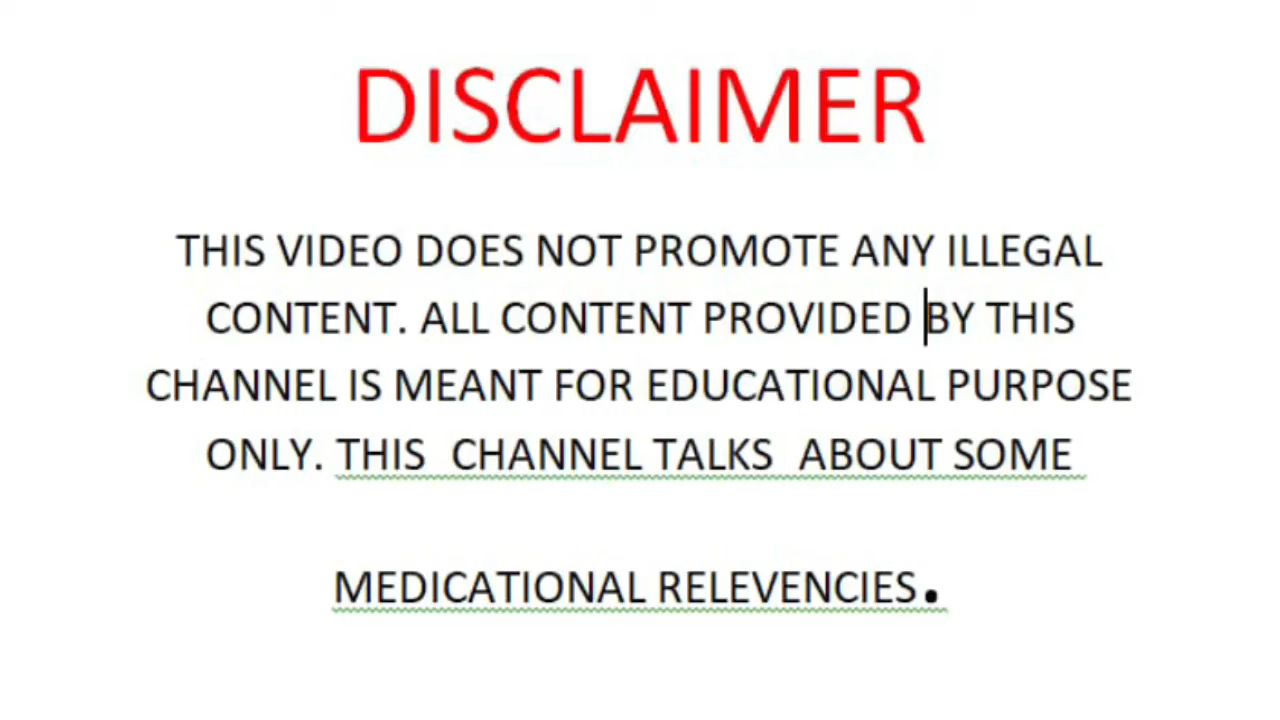 DISCLAIMER
THIS VIDEO DOES NOT PROMOTE ANY ILLEGAL
CONTENT. ALL CONTENT PROVIDED BY THIS
CHANNEL IS MEANT FOR EDUCATIONAL PURPOSE
ONLY. THIS  CHANNEL TALKS  ABOUT SOME
MEDICATIONAL RELEVENCIES.